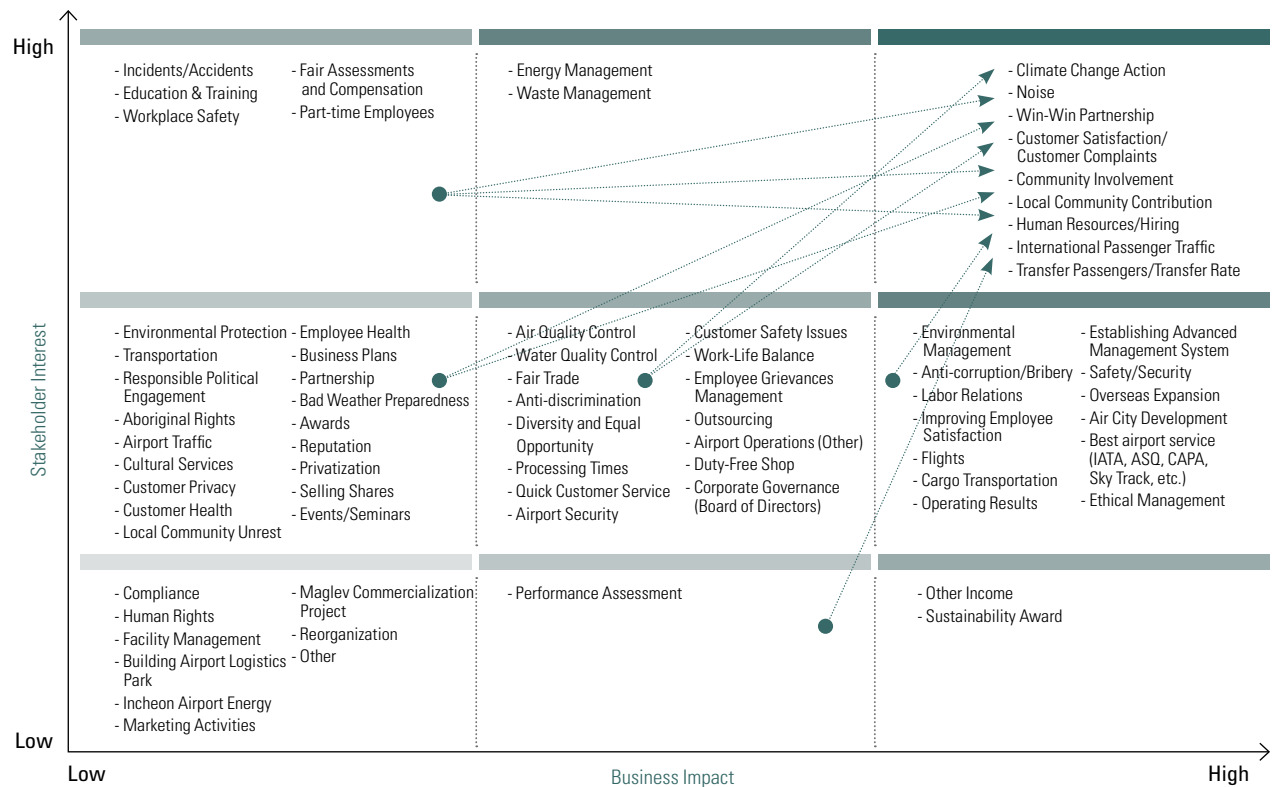 High
- Incidents/Accidents
- Education & Training
- Workplace Safety
- Fair Assessments
and Compensation
- Part-time Employees
- Energy Management
- Waste Management
- Climate Change Action
- Noise
- Win-Win Partnership
- Customer Satisfaction/
Customer Complaints
- Community Involvement
- Local Community Contribution
- Human Resources/Hiring
- International Passenger Traffic
- Transfer Passengers/Transfer Rate
Stakeholder Interest
- Environmental Protection
- Transportation
- Responsible Political
Engagement
- Aboriginal Rights
- Airport Traffic
- Cultural Services
- Customer Privacy
- Customer Health
- Local Community Unrest
- Employee Health
- Business Plans
- Partnership
- Bad Weather Preparedness
- Awards
- Reputation
- Privatization
- Selling Shares
- Events/Seminars
- Air Quality Control
- Water Quality Control
- Fair Trade
- Anti-discrimination
- Diversity and Equal
Opportunity
- Processing Times
- Quick Customer Service
- Airport Security
- Customer Safety Issues
- Work-Life Balance
- Employee Grievances
Management
- Outsourcing
- Airport Operations (Other)
- Duty-Free Shop
- Corporate Governance
(Board of Directors)
- Environmental
Management
- Anti-corruption/Bribery
- Labor Relations
- Improving Employee
Satisfaction
- Flights
- Cargo Transportation
- Operating Results
- Establishing Advanced
Management System
- Safety/Security
- Overseas Expansion
- Air City Development
- Best airport service
(IATA, ASQ, CAPA,
Sky Track, etc.)
- Ethical Management
- Compliance
- Human Rights
- Facility Management
- Building Airport Logistics
Park
- Incheon Airport Energy
- Marketing Activities
- Maglev Commercialization
Project
- Reorganization
- Other
- Performance Assessment
- Other Income
- Sustainability Award
Low
Low
Business Impact
High